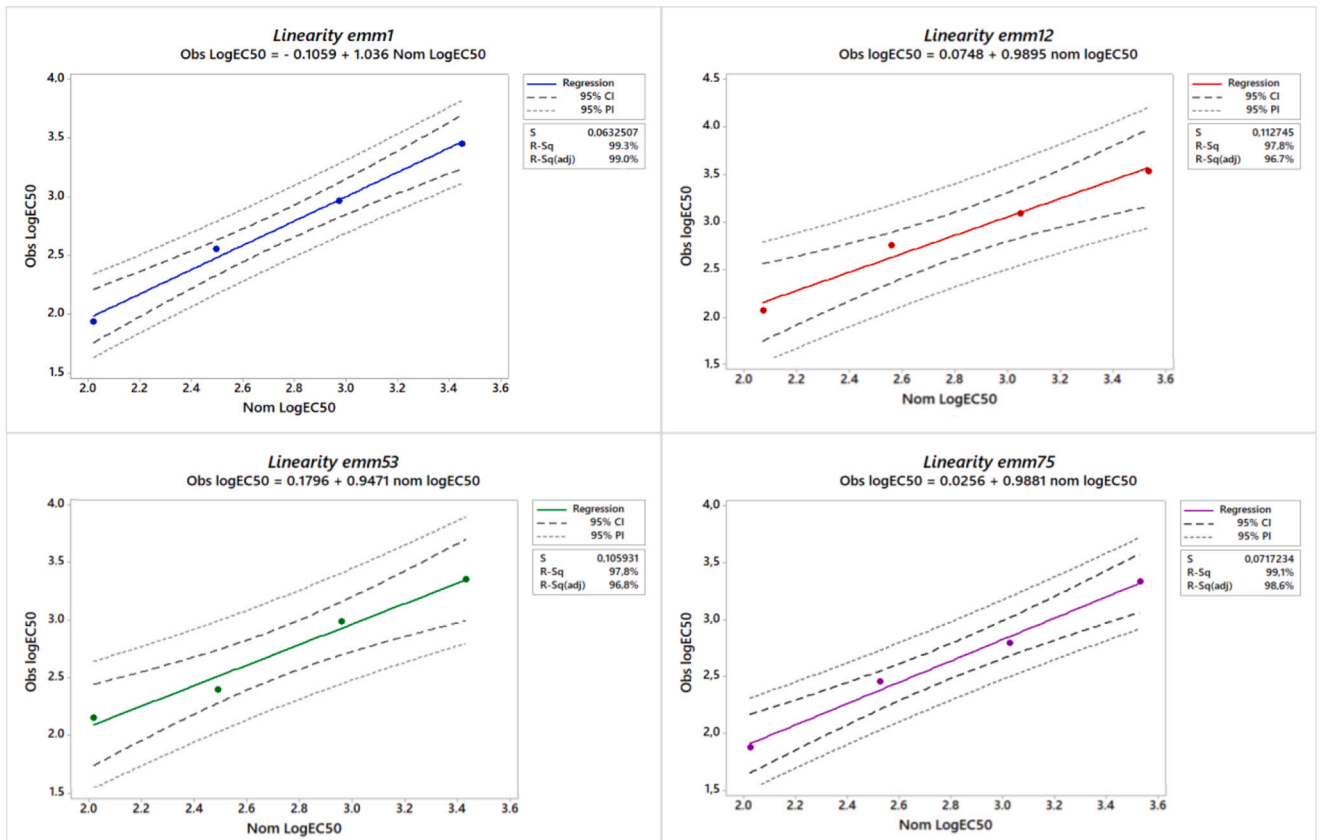 Linearity emm1
Obs LogEC50 = - 0.1059 + 1.036 Nom LogEC50
Regression
95% CI
95% PI
S 0,0632507
R-Sq 99.3%
R-Sq(adj) 99.0%
4.0
3.5
3.0
2.5
2.0
1.5
Obs LogEC50
2.0 2.2 2.4 2.6 2.8 3.0 3.2 3.4 3.6
Nom LogEC50
Linearity emm12
Obs logEC50 = 0.0748 + 0.9895 nom logEC50
Regression
95% CI
95% PI
S 0,112745
R-Sq 97.8%
R-Sq(adj) 96.7%
4.5
4.0
3.5
3.0
2.5
2.0
1.5
Obs logEC50
2.0 2.2 2.4 2.6 2.8 3.0 3.2 3.4 3.6
Nom LogEC50
Linearity emm53
Obs logEC50 = 0.1796 + 0.9471 nom logEC50
Regression
95% CI
95% PI
S 0,105931
R-Sq 97,8%
R-Sq(adj) 96,8%
4.0
3.5
3.0
2.5
2.0
1.5
Obs logEC50
2.0 2.2 2.4 2.6 2.8 3.0 3.2 3.4 3.6
Nom LogEC50
Linearity emm75
Obs logEC50 = 0.0256 + 0.9881 nom logEC50
Regression
95% CI
95% PI
S 0,0717234
R-Sq 99,1%
R-Sq(adj) 98,6%
4.0
3.5
3.0
2.5
2.0
1,5
Obs logEC50
2.0 2.2 2.4 2.6 2.8 3.0 3.2 3.4 3.6
Nom LogEC50